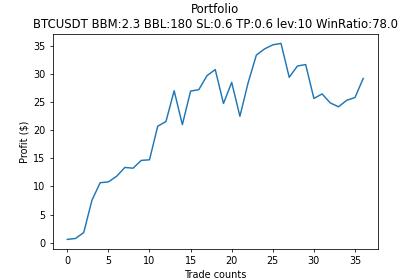 Portfolio
BTCUSDT BBM:2.3 BBL:180 SL:0.6 TP:0.6 lev:10 WinRatio:78.0
Profit ($)
35
30
25
20
15
10
5
0
0 5 10 15 20 25 30 35
Trade counts